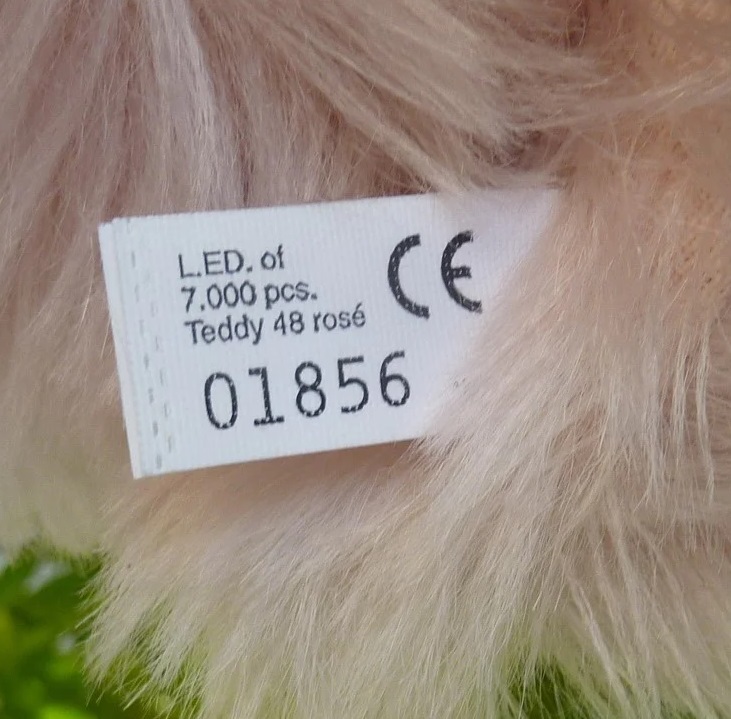 L.ED. of
7.000 pcs.
Teddy 48 rosé
CE
01856